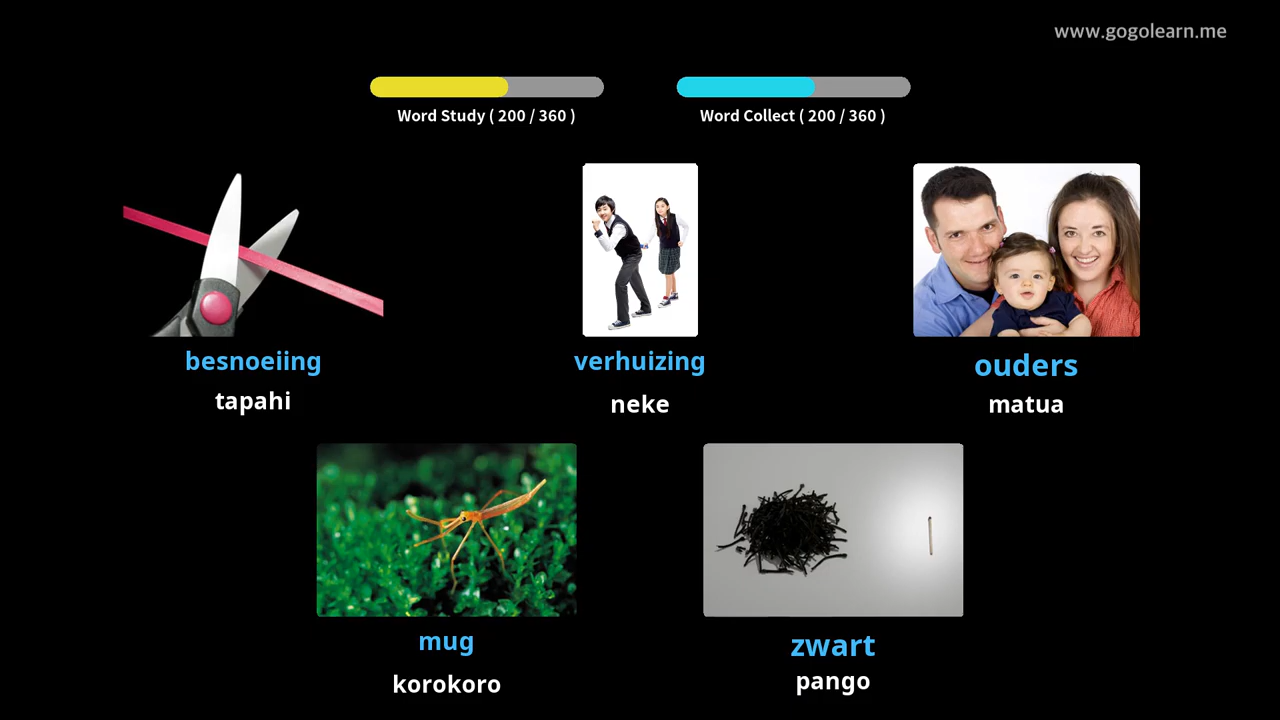 www.gogolearn.me
Word Study ( 200 / 360 )
Word Collect ( 200 / 360 )
besnoeiing
tapahi
verhuizing
neke
ouders
matua
mug
korokoro
zwart
pango